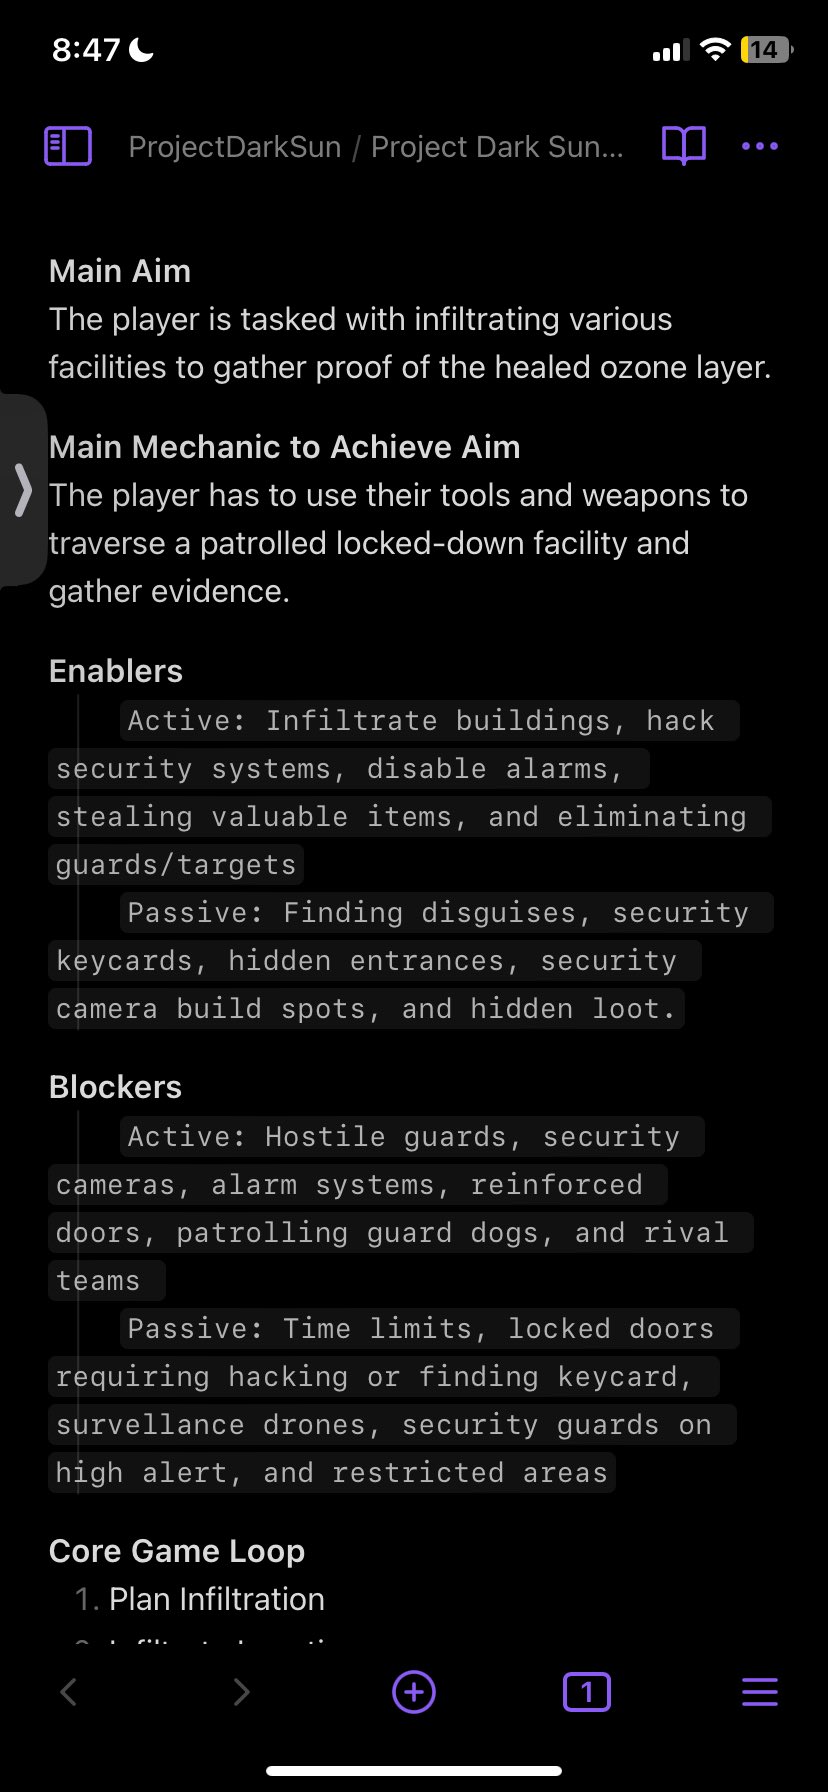 8:47
14
ProjectDarkSun / Project Dark Sun...
Main Aim
The player is tasked with infiltrating various
facilities to gather proof of the healed ozone layer.
Main Mechanic to Achieve Aim
The player has to use their tools and weapons to
traverse a patrolled locked-down facility and
gather evidence.
Enablers
Active: Infiltrate buildings, hack
security systems, disable alarms,
stealing valuable items, and eliminating
guards/targets
Passive: Finding disguises, security
keycards, hidden entrances, security
camera build spots, and hidden loot.
Blockers
Active: Hostile guards, security
cameras, alarm systems, reinforced
doors, patrolling guard dogs, and rival
teams
Passive: Time limits, locked doors
requiring hacking or finding keycard,
survellance drones, security guards on
high alert, and restricted areas
Core Game Loop
1. Plan Infiltration
1